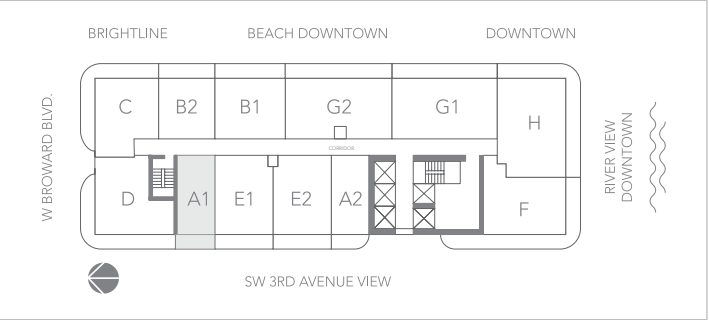 BRIGHTLINE
BEACH DOWNTOWN
DOWNTOWN
W BROWARD BLVD.
C
B2
B1
G2
G1
H
CORRIDOR
D
A1
E1
E2
A2
F
RIVER VIEW
DOWNTOWN
SW 3RD AVENUE VIEW